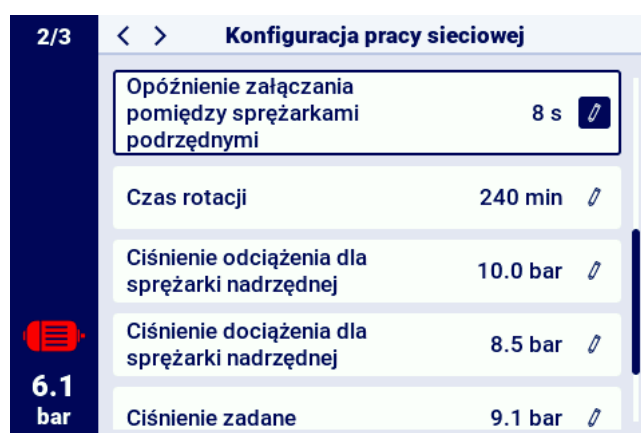 2/3
Konfiguracja pracy sieciowej
Opóźnienie załączania
pomiędzy sprężarkami
podrzędnymi
8 s
Czas rotacji
240 min
Ciśnienie odciążenia dla
sprężarki nadrzędnej
10.0 bar
Ciśnienie dociążenia dla
sprężarki nadrzędnej
8.5 bar
Ciśnienie zadane
9.1 bar
6.1
bar